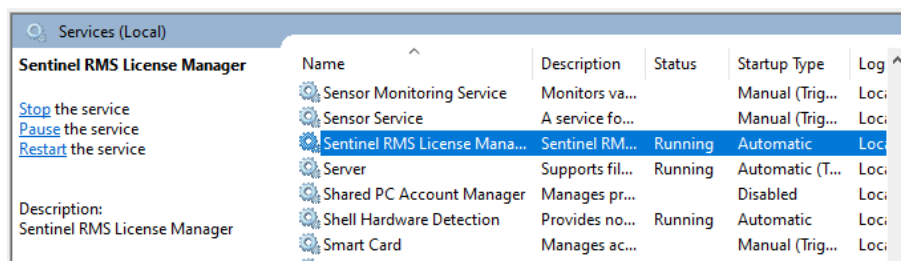 Services (Local)
Sentinel RMS License Manager
Stop the service
Pause the service
Restart the service
Description:
Sentinel RMS License Manager
Name Description Status Startup Type Log
Sensor Monitoring Service Monitors va... Manual (Trig... Loca
Sensor Service A service fo... Manual (Trig... Loca
Sentinel RMS License Mana... Sentinel RM... Running Automatic Loca
Server Supports fil... Running Automatic (T... Loca
Shared PC Account Manager Manages pr... Disabled Loca
Shell Hardware Detection Provides no... Running Automatic Loca
Smart Card Manages ac... Manual (Trig... Loca